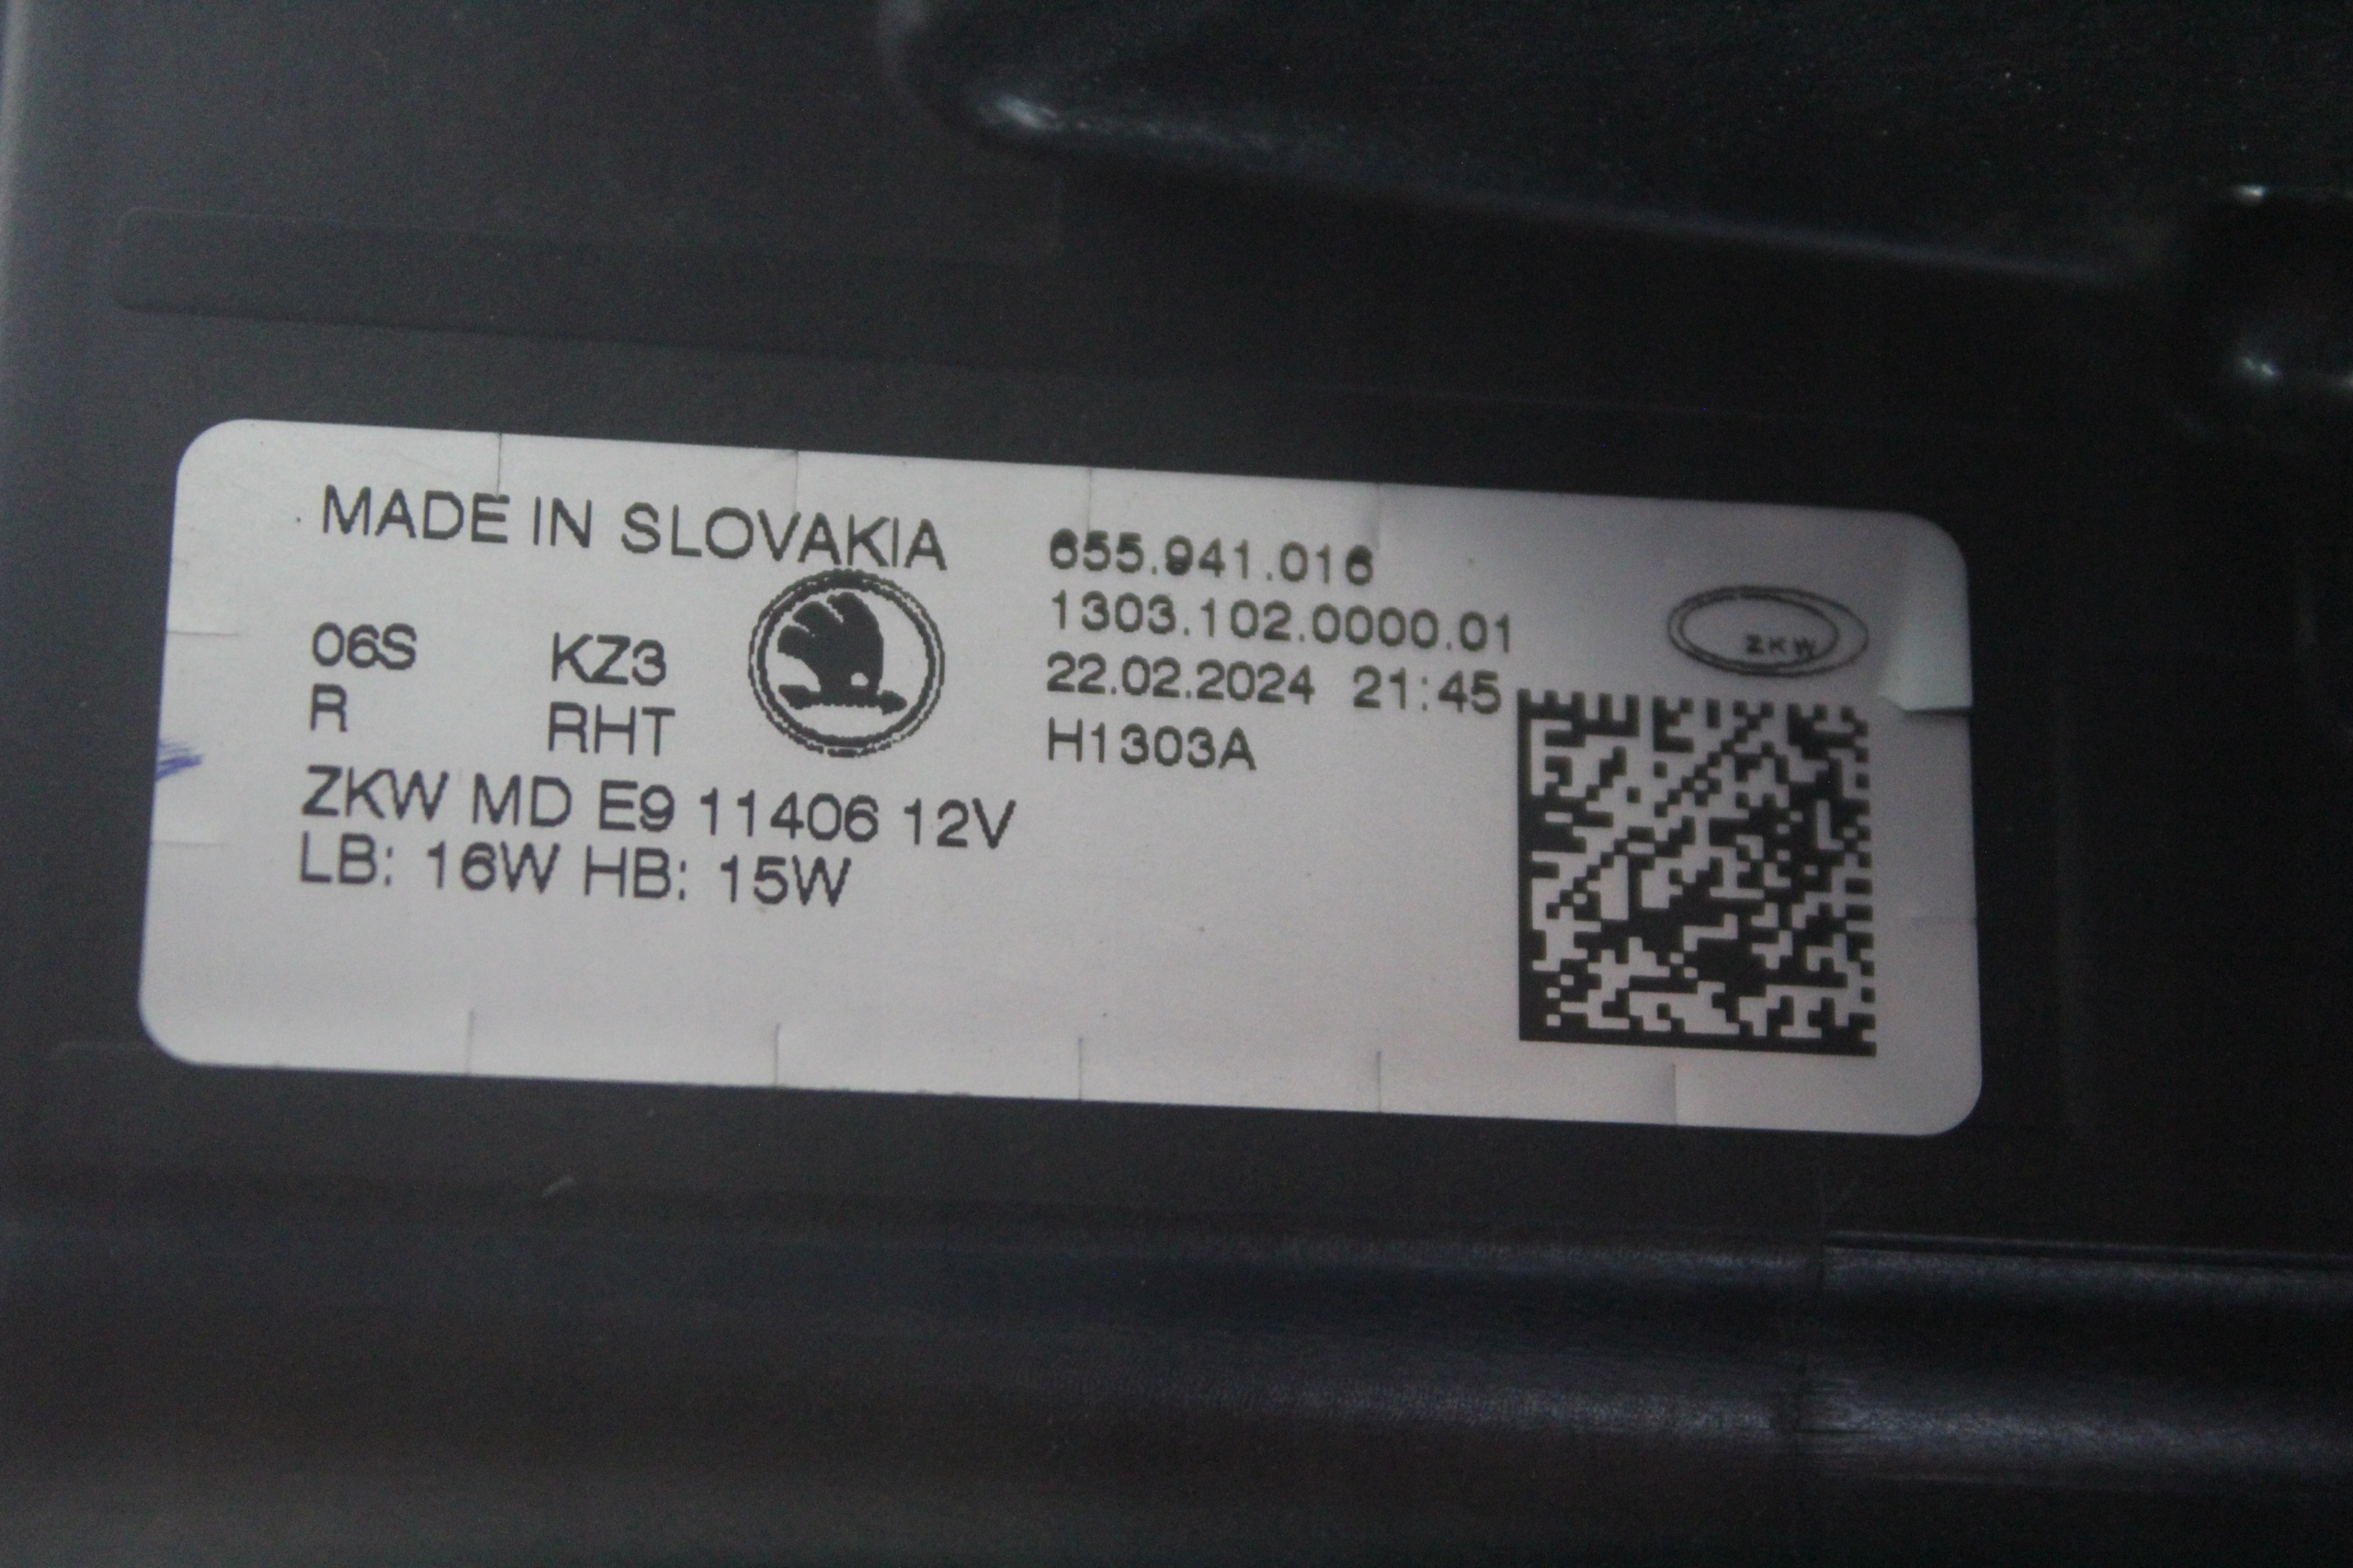 MADE IN SLOVAKIA
06S KZ3
R RHT
ZKW MD E9 11406 12V
LB: 16W HB: 15W
655.941.016
1303.102.0000.01
22.02.2024 21:45
H1303A
ZKW